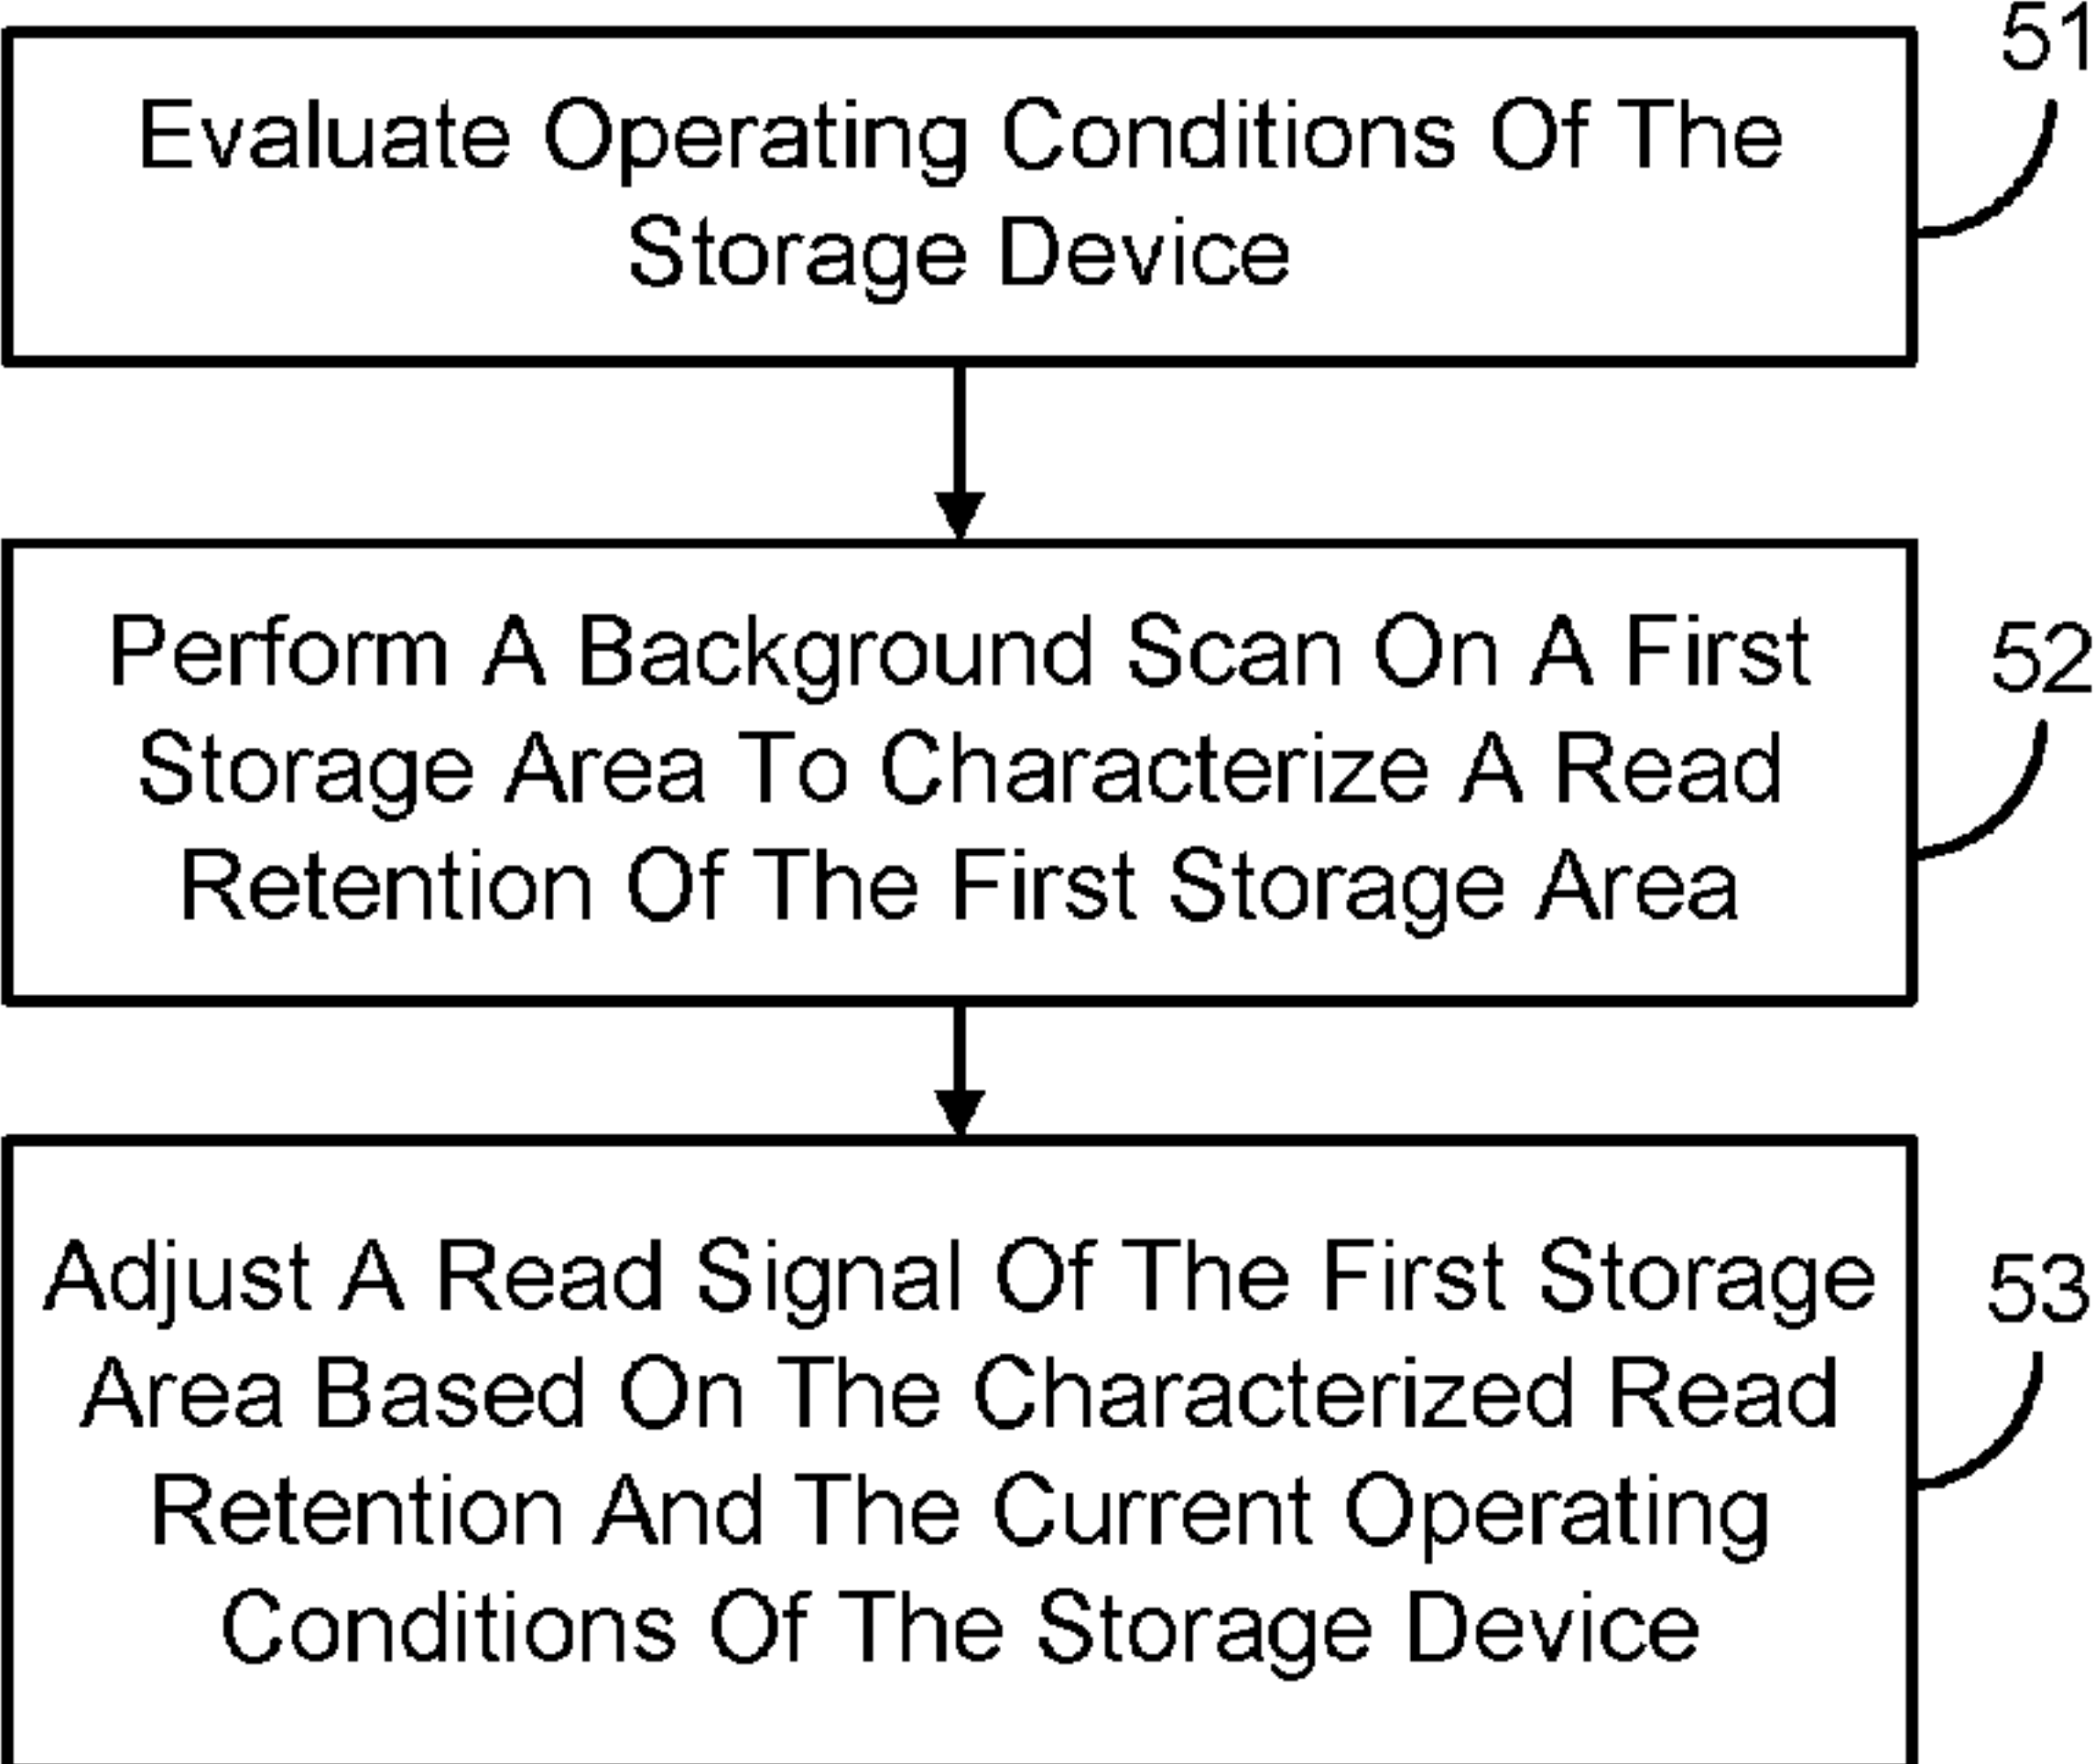 51
Evaluate Operating Conditions Of The
Storage Device
52
Perform A Background Scan On A First
Storage Area To Characterize A Read
Retention Of The First Storage Area
53
Adjust A Read Signal Of The First Storage
Area Based On The Characterized Read
Retention And The Current Operating
Conditions Of The Storage Device